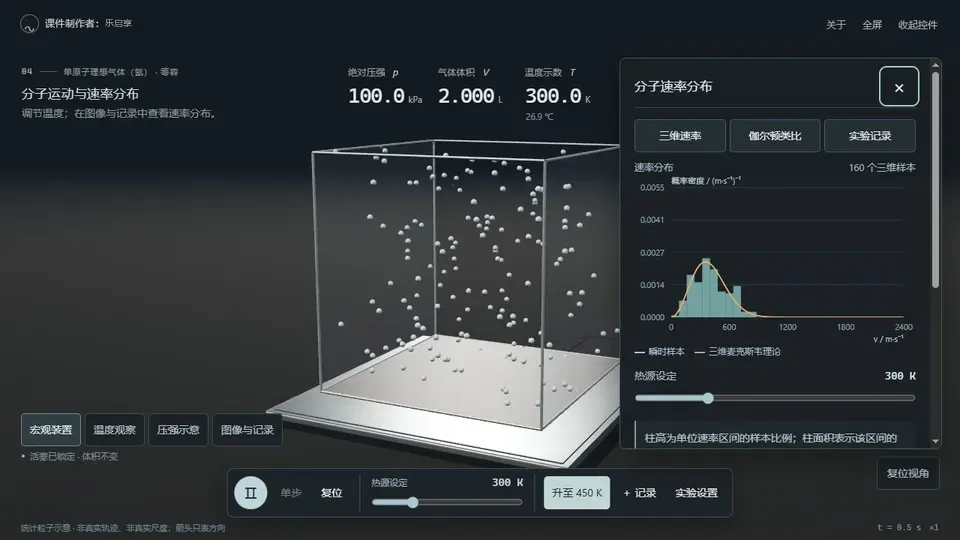 课件制作者：乐启享
关于 全屏 收起控件
04 — 单原子理想气体（氩）· 等容
分子运动与速率分布
调节温度；在图像与记录中查看速率分布。
绝对压强 p
100.0 kPa
气体体积 V
2.000 L
温度示数 T
300.0 K
26.9 ℃
分子速率分布
×
三维速率 伽尔顿类比 实验记录
速率分布 160 个三维样本
概率密度 / (m·s⁻¹)⁻¹
0.0055
0.0041
0.0027
0.0014
0.0000
0 600 1200 1800 2400
v / m·s⁻¹
瞬时样本 三维麦克斯韦理论
热源设定 300 K
柱高为单位速率区间的样本比例；柱面积表示该区间的
宏观装置 温度观察 压强示意 图像与记录
• 活塞已锁定 · 体积不变
复位视角
单步 复位
热源设定 300 K
升至 450 K
+ 记录 实验设置
统计粒子示意 · 非真实轨迹、非真实尺度；箭头只表方向
t = 0.5 s ×1